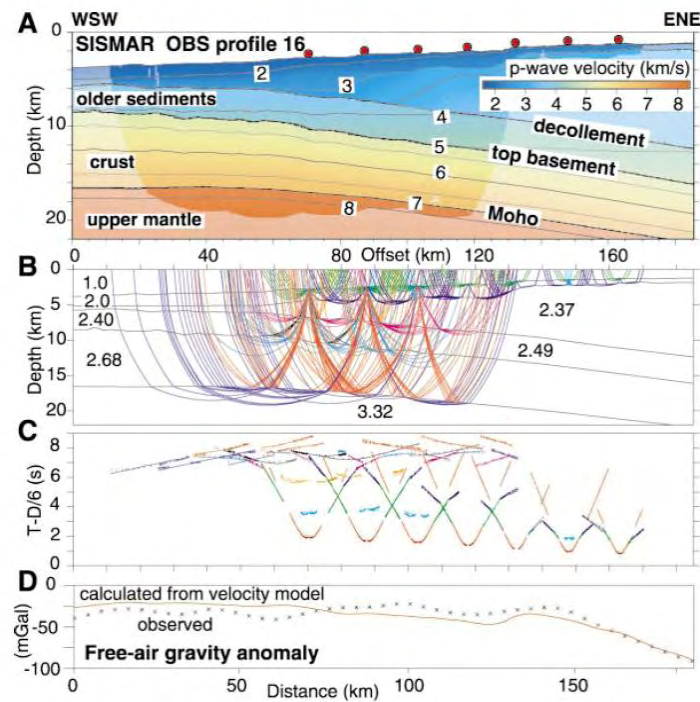 WSW ENE
A
SISMAR OBS profile 16
p-wave velocity (km/s)
2 3 4 5 6 7 8
0
10
20
Depth (km)
2
3
older sediments
4
decollement
5
top basement
crust
6
7
8
Moho
upper mantle
0 40 80 120 160
Offset (km)
B
0
5
10
15
20
Depth (km)
1.0
2.0
2.40
2.37
2.68
2.49
3.32
C
8
6
4
2
0
T-D/6 (s)
D
0
-50
-100
(mGal)
calculated from velocity model
observed
Free-air gravity anomaly
0 50 100 150
Distance (km)